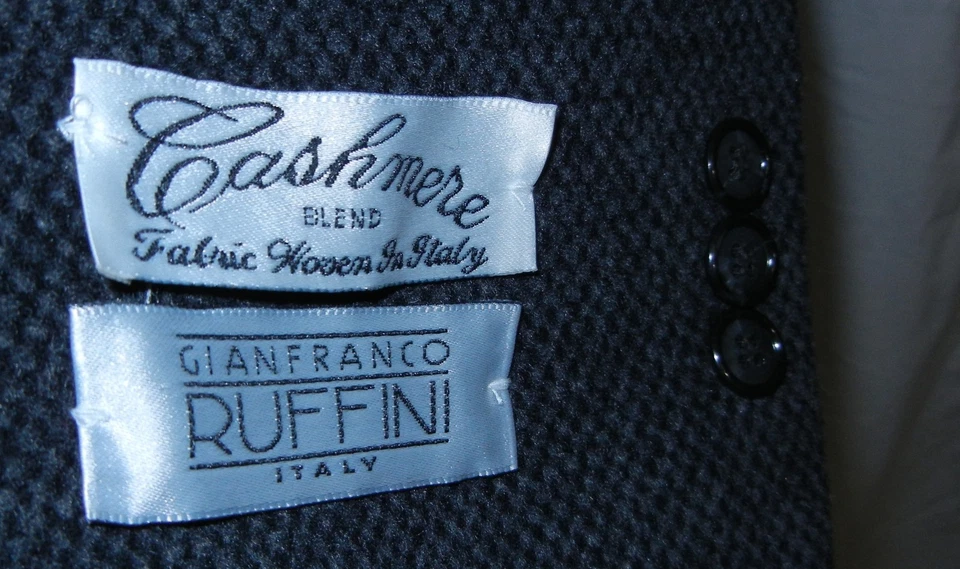 Cashmere
BLEND
Fabric Woven In Italy
GIANFRANCO
RUFFINI
ITALY